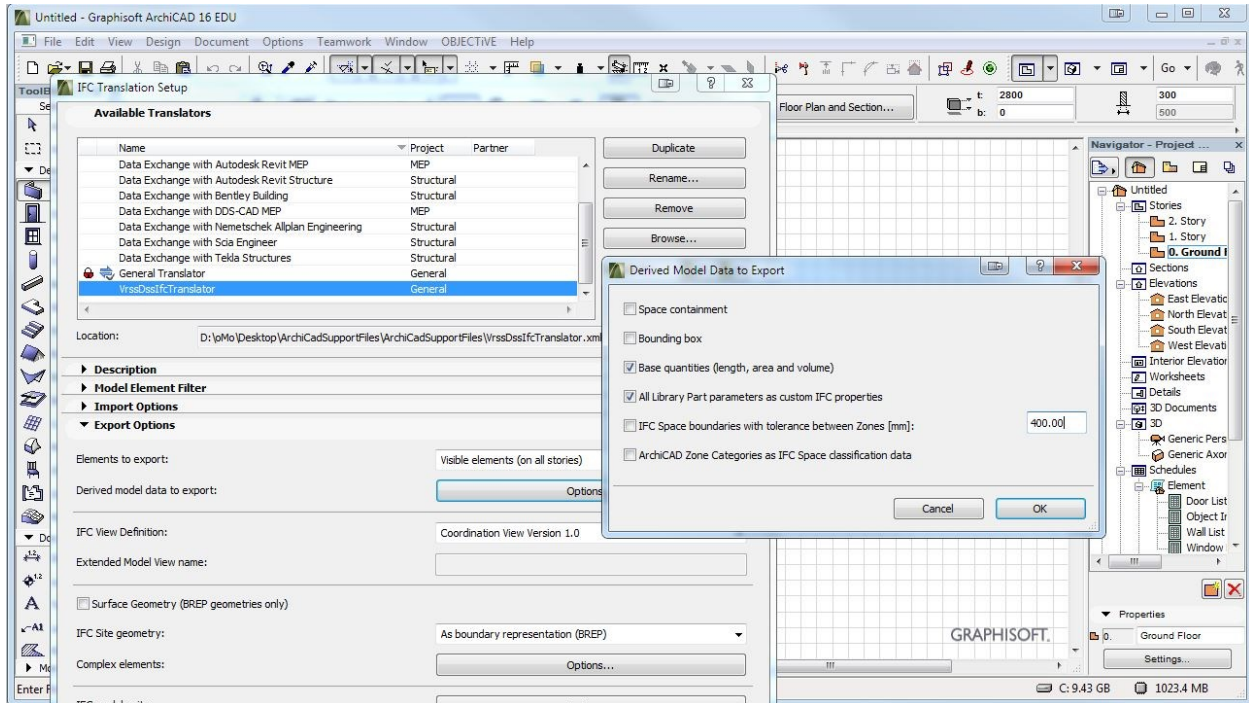 Untitled - Graphisoft ArchiCAD 16 EDU
File Edit View Design Document Options Teamwork Window OBJECTiVE Help
Go
ToolB
Se
De
Do
Mo
Enter F
IFC Translation Setup
Available Translators
Name Project Partner
Data Exchange with Autodesk Revit MEP MEP
Data Exchange with Autodesk Revit Structure Structural
Data Exchange with Bentley Building Structural
Data Exchange with DDS-CAD MEP MEP
Data Exchange with Nemetschek Allplan Engineering Structural
Data Exchange with Scia Engineer Structural
Data Exchange with Tekla Structures Structural
General Translator General
VrssDssIfcTranslator General
Duplicate
Rename...
Remove
Browse...
Location: D:\oMo\Desktop\ArchiCadSupportFiles\ArchiCadSupportFiles\VrssDssIfcTranslator.xml
Description
Model Element Filter
Import Options
Export Options
Elements to export: Visible elements (on all stories)
Derived model data to export: Options
IFC View Definition: Coordination View Version 1.0
Extended Model View name:
Surface Geometry (BREP geometries only)
IFC Site geometry: As boundary representation (BREP)
Complex elements: Options...
Derived Model Data to Export
Space containment
Bounding box
Base quantities (length, area and volume)
All Library Part parameters as custom IFC properties
IFC Space boundaries with tolerance between Zones [mm]: 400.00
ArchiCAD Zone Categories as IFC Space classification data
Cancel OK
Floor Plan and Section...
t: 2800
b: 0
300
500
GRAPHISOFT.
Navigator - Project ...
Untitled
Stories
2. Story
1. Story
0. Ground F
Sections
Elevations
East Elevatic
North Elevat
South Elevat
West Elevati
Interior Elevation
Worksheets
Details
3D Documents
3D
Generic Pers
Generic Axor
Schedules
Element
Door List
Object Ir
Wall List
Window
Properties
0. Ground Floor
Settings...
C: 9.43 GB 1023.4 MB